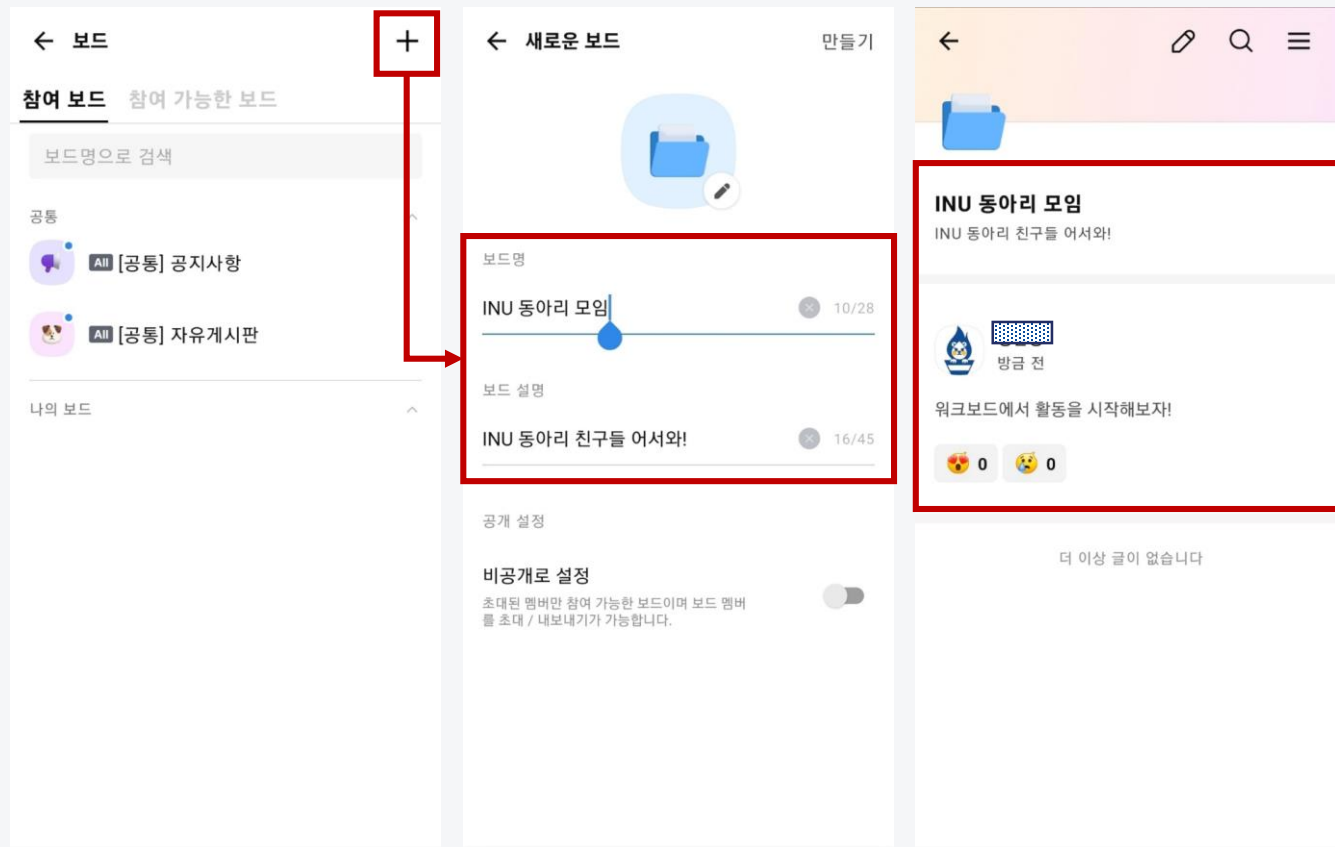 보드
참여 보드 참여 가능한 보드
보드명으로 검색
공통
All [공통] 공지사항
All [공통] 자유게시판
나의 보드
새로운 보드 만들기
보드명
INU 동아리 모임 10/28
보드 설명
INU 동아리 친구들 어서와! 16/45
공개 설정
비공개로 설정
초대된 멤버만 참여 가능한 보드이며 보드 멤버
를 초대 / 내보내기가 가능합니다.
INU 동아리 모임
INU 동아리 친구들 어서와!
방금 전
워크보드에서 활동을 시작해보자!
0 0
더 이상 글이 없습니다